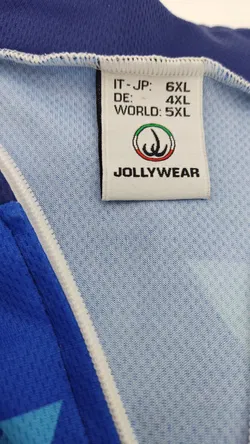 IT - JP: 6XL
DE: 4XL
WORLD: 5XL
JOLLYWEAR